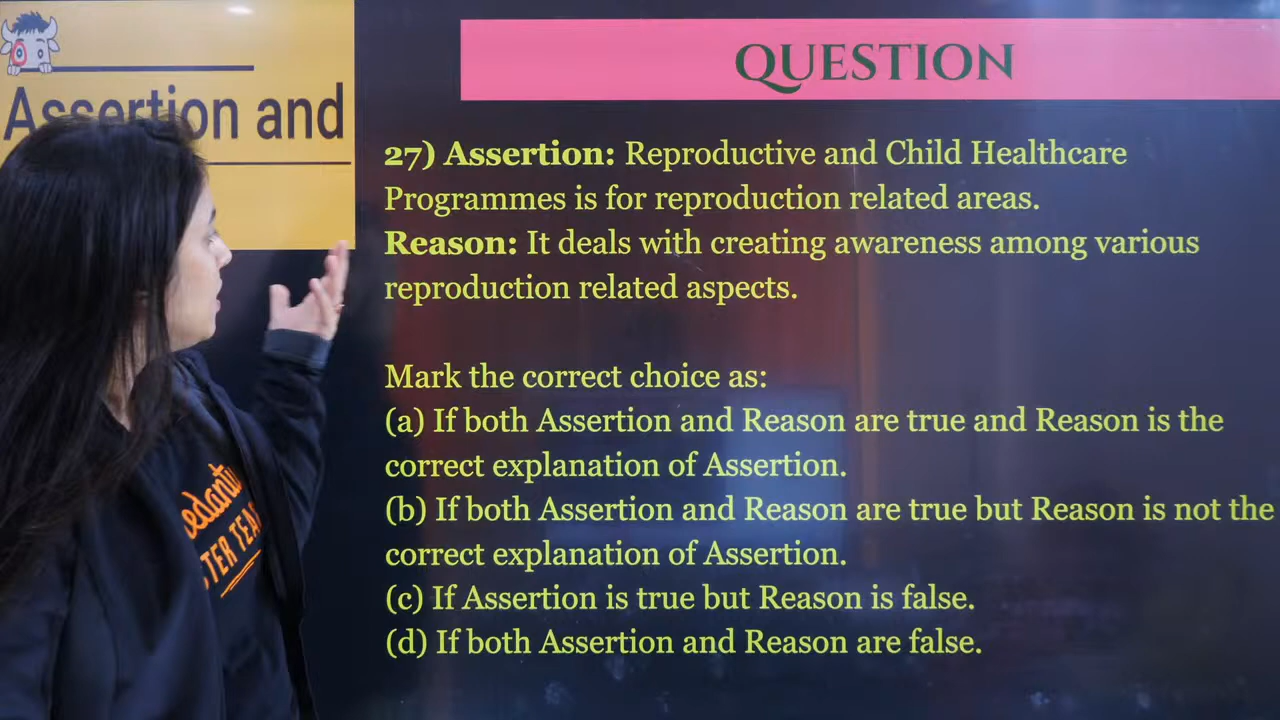 Assertion and
QUESTION
27) Assertion: Reproductive and Child Healthcare
Programmes is for reproduction related areas.
Reason: It deals with creating awareness among various
reproduction related aspects.
Mark the correct choice as:
(a) If both Assertion and Reason are true and Reason is the
correct explanation of Assertion.
(b) If both Assertion and Reason are true but Reason is not the
correct explanation of Assertion.
(c) If Assertion is true but Reason is false.
(d) If both Assertion and Reason are false.